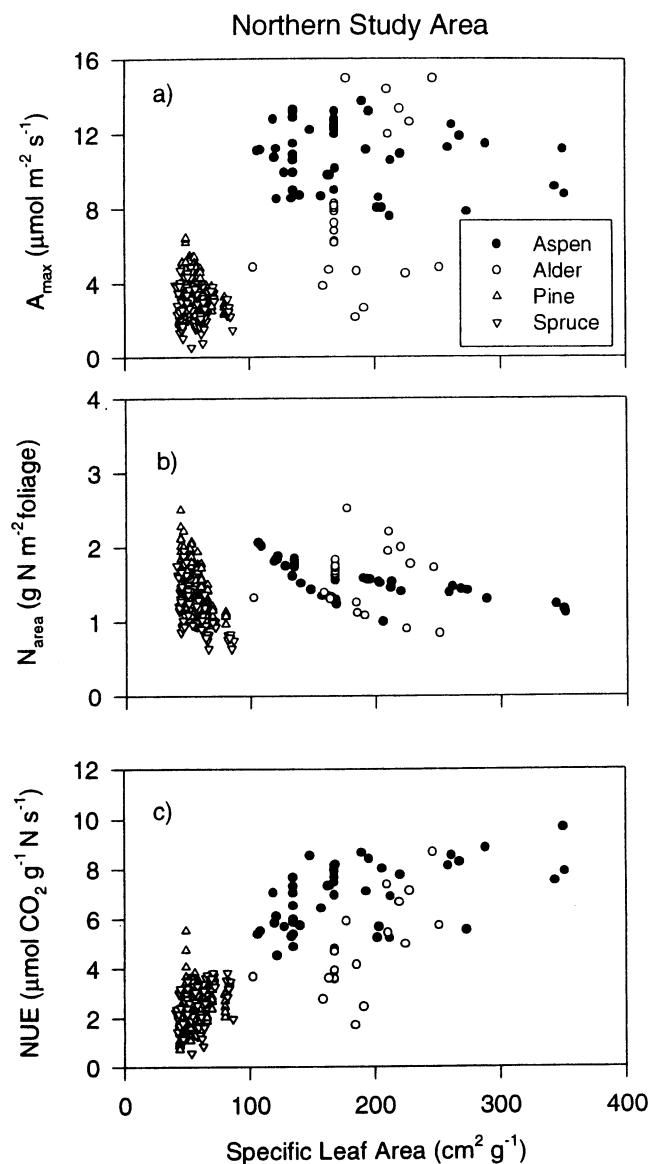 Northern Study Area
a)
16
12
8
4
0
A_max (μmol m⁻² s⁻¹)
Aspen
Alder
Pine
Spruce
b)
4
3
2
1
0
N_area (g N m⁻² foliage)
c)
12
10
8
6
4
2
0
NUE (μmol CO₂ g⁻¹ N s⁻¹)
0 100 200 300 400
Specific Leaf Area (cm² g⁻¹)